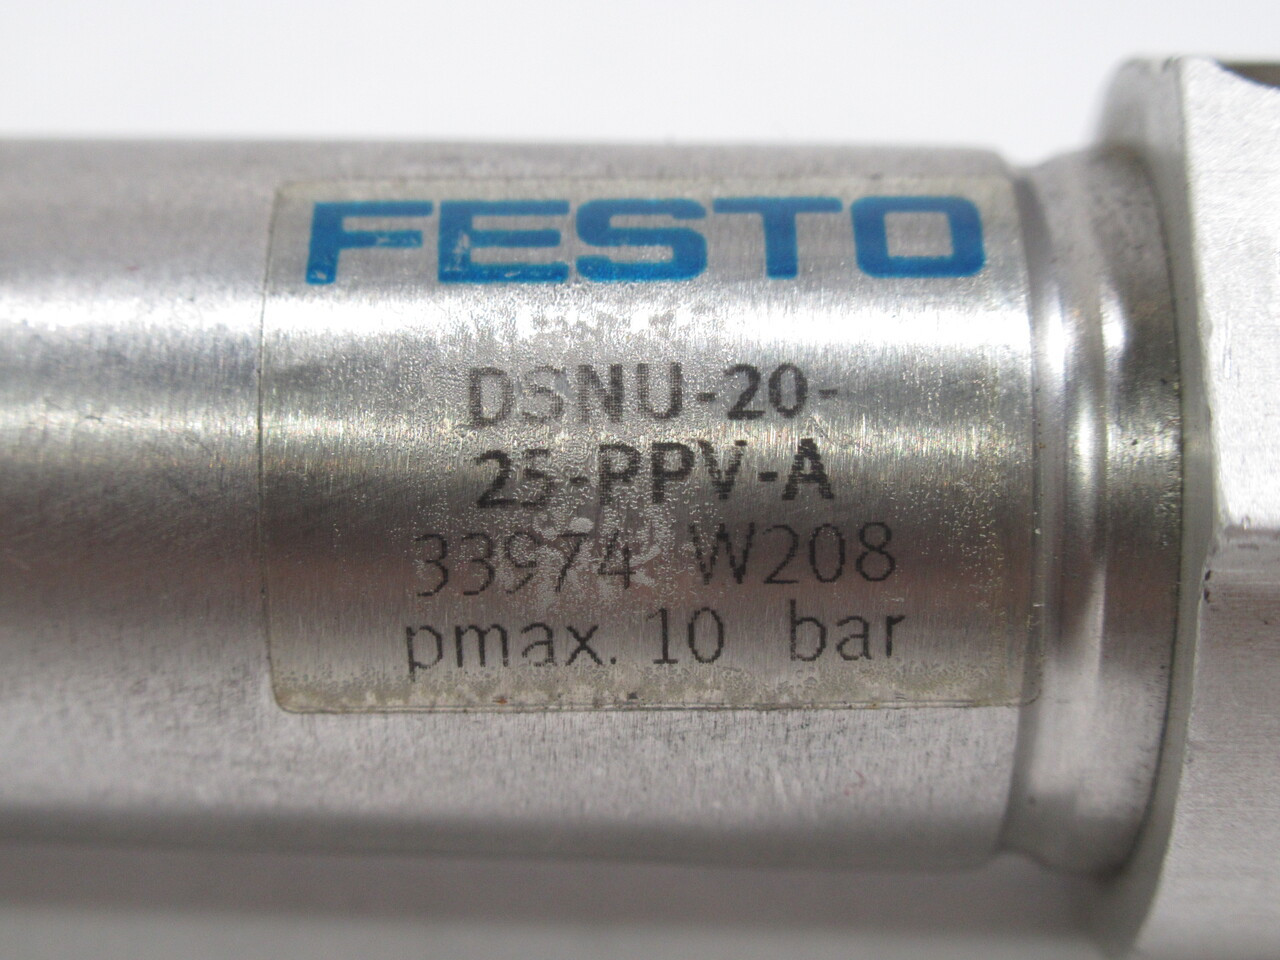 FESTO
DSNU-20-
25-PPV-A
33974 W208
pmax. 10 bar